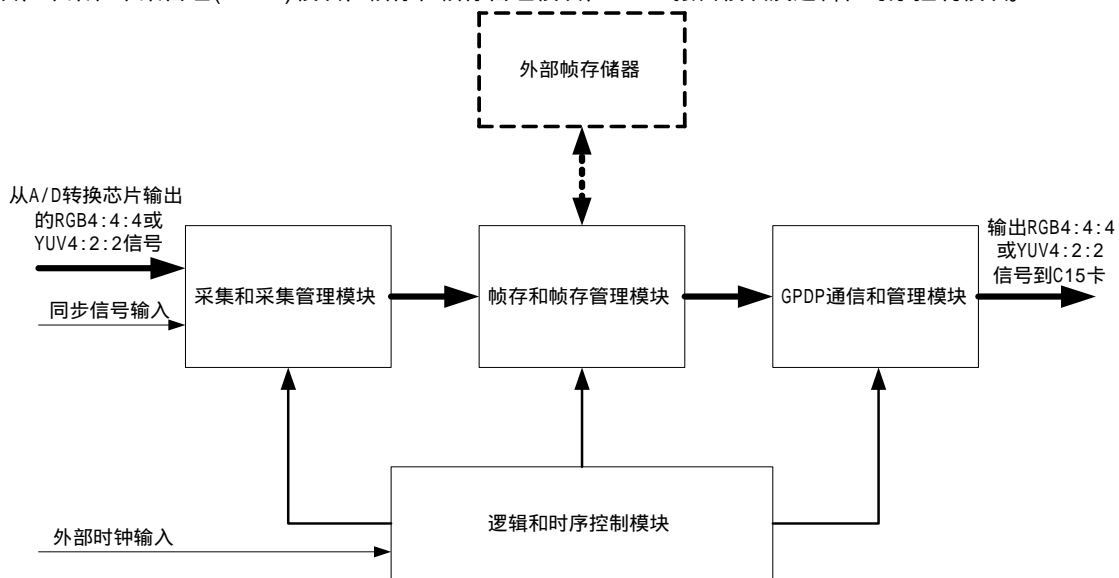 外部帧存储器
从A/D转换芯片输出
的RGB4:4:4或
YUV4:2:2信号
同步信号输入
采集和采集管理模块
帧存和帧存管理模块
GPDP通信和管理模块
输出RGB4:4:4
或YUV4:2:2
信号到C15卡
逻辑和时序控制模块
外部时钟输入